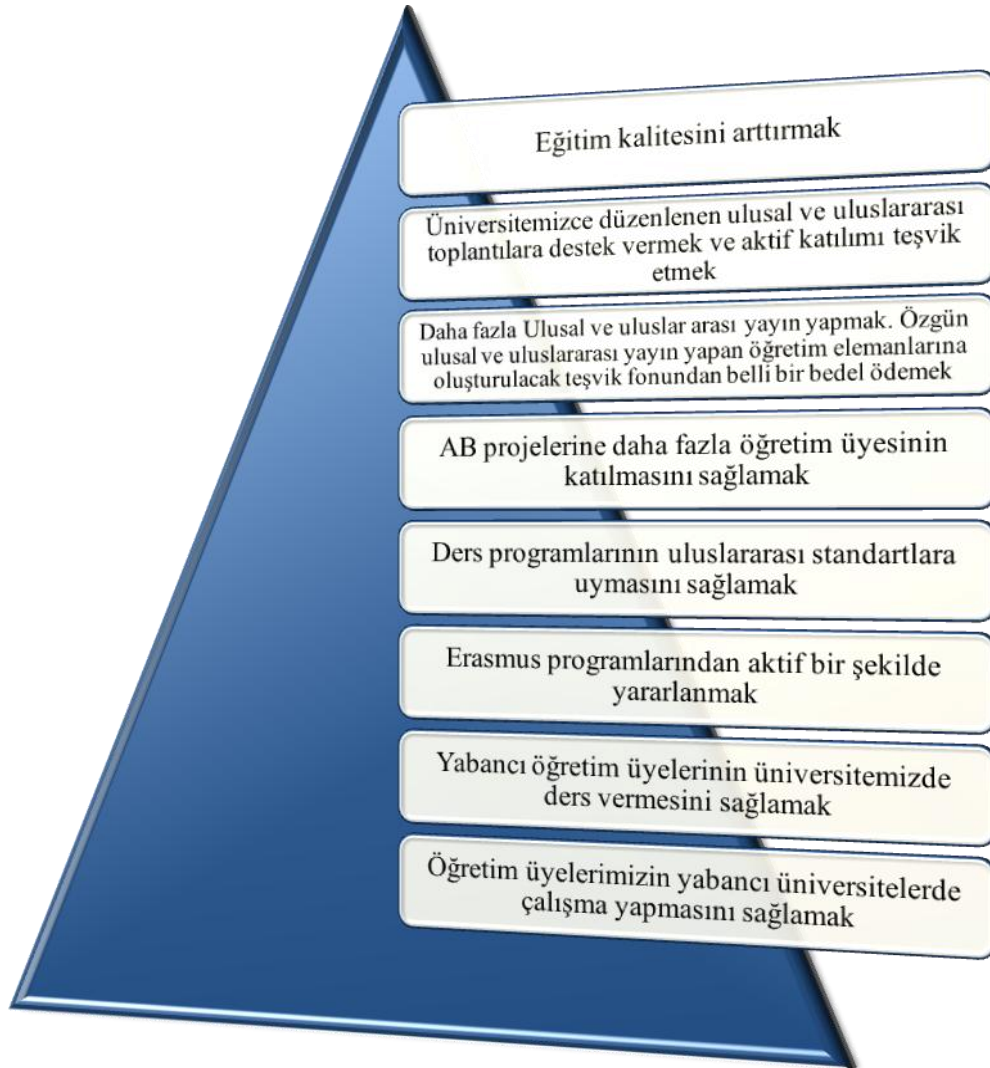 Eğitim kalitesini arttırmak
Üniversitemizce düzenlenen ulusal ve uluslararası
toplantılara destek vermek ve aktif katılımı teşvik
etmek
Daha fazla Ulusal ve uluslar arası yayın yapmak. Özgün
ulusal ve uluslararası yayın yapan öğretim elemanlarına
oluşturulacak teşvik fonundan belli bir bedel ödemek
AB projelerine daha fazla öğretim üyesinin
katılmasını sağlamak
Ders programlarının uluslararası standartlara
uymasını sağlamak
Erasmus programlarından aktif bir şekilde
yararlanmak
Yabancı öğretim üyelerinin üniversitemizde
ders vermesini sağlamak
Öğretim üyelerimizin yabancı üniversitelerde
çalışma yapmasını sağlamak